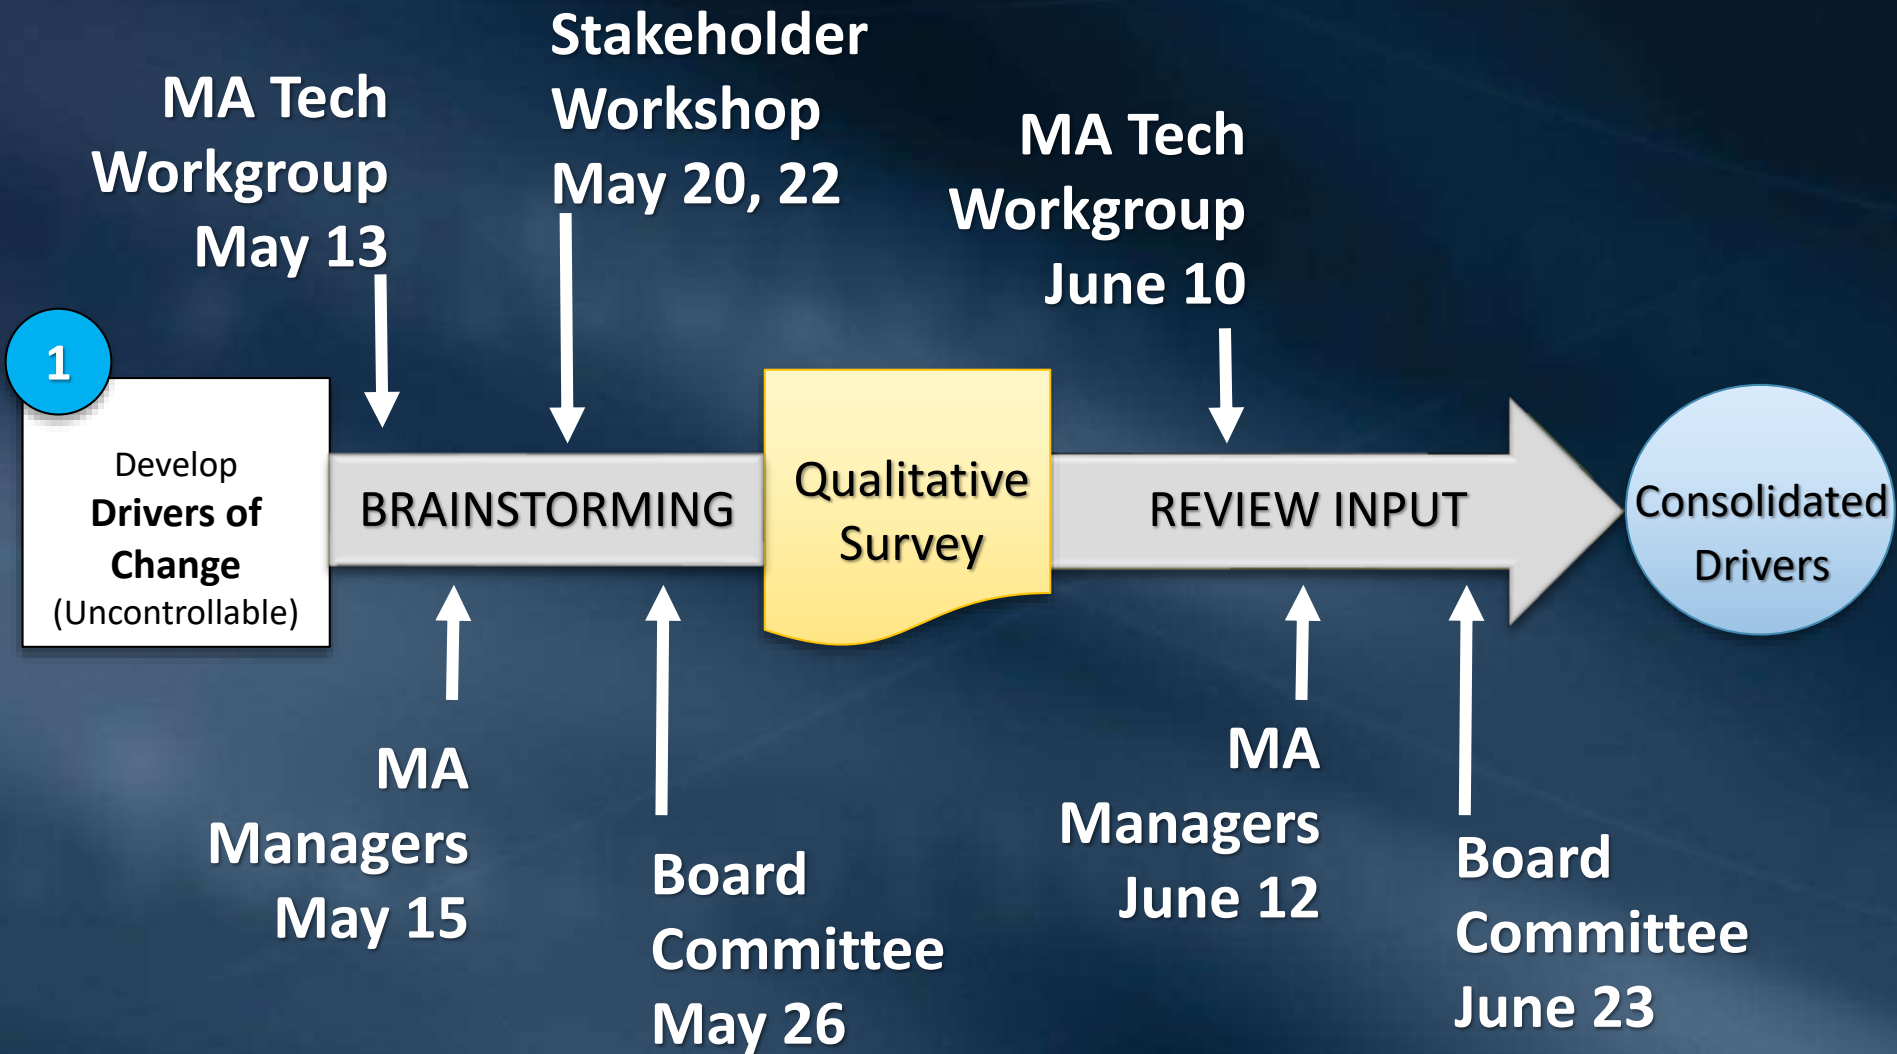 MA Tech
Workgroup
May 13
Stakeholder
Workshop
May 20, 22
MA Tech
Workgroup
June 10
1
Develop
Drivers of
Change
(Uncontrollable)
BRAINSTORMING
Qualitative
Survey
REVIEW INPUT
Consolidated
Drivers
MA
Managers
May 15
Board
Committee
May 26
MA
Managers
June 12
Board
Committee
June 23